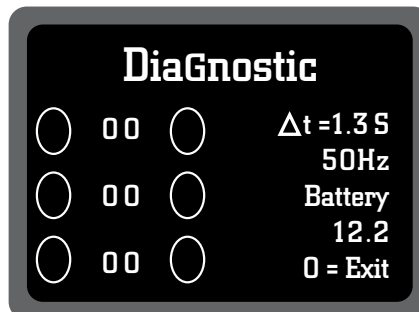 DiaGnostic
00
00
00
Δt =1.3 S
50Hz
Battery
12.2
0 = Exit